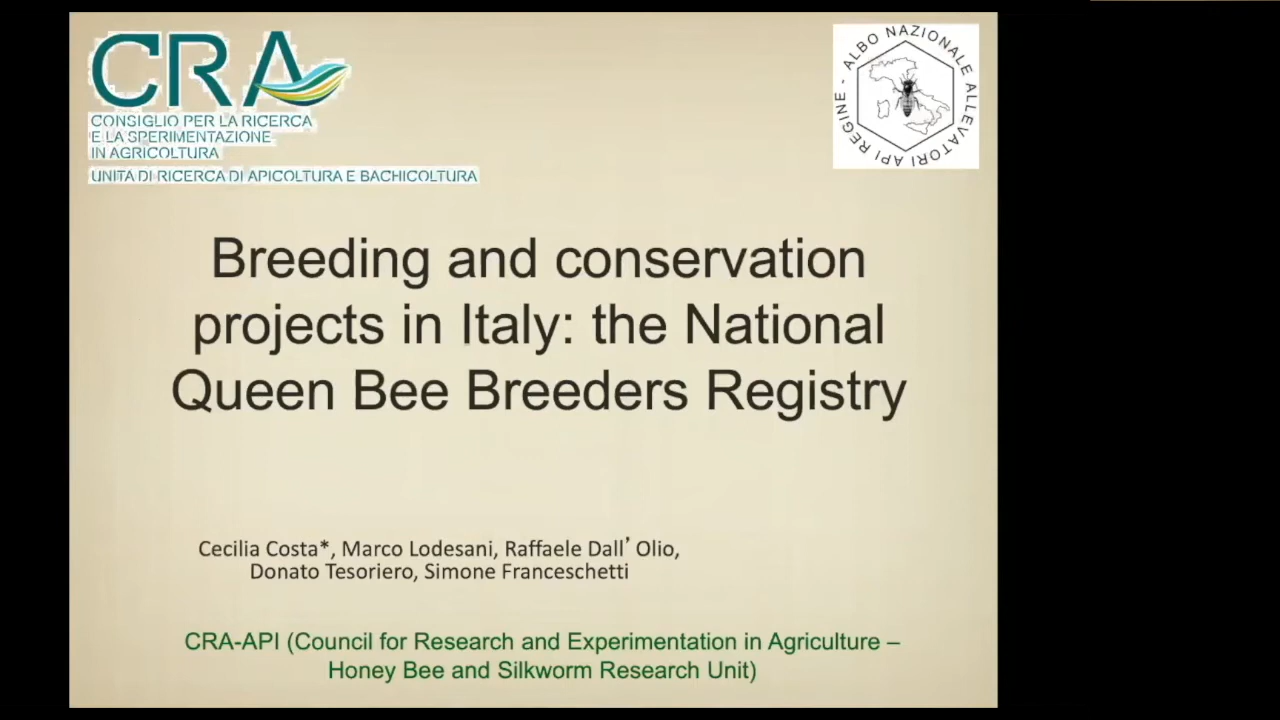 CRA
CONSIGLIO PER LA RICERCA
E LA SPERIMENTAZIONE
IN AGRICOLTURA
UNITA DI RICERCA DI APICOLTURA E BACHICOLTURA
ALBO NAZIONALE ALLEVATORI API REGINE -
Breeding and conservation
projects in Italy: the National
Queen Bee Breeders Registry
Cecilia Costa*, Marco Lodesani, Raffaele Dall’ Olio,
Donato Tesoriero, Simone Franceschetti
CRA-API (Council for Research and Experimentation in Agriculture –
Honey Bee and Silkworm Research Unit)